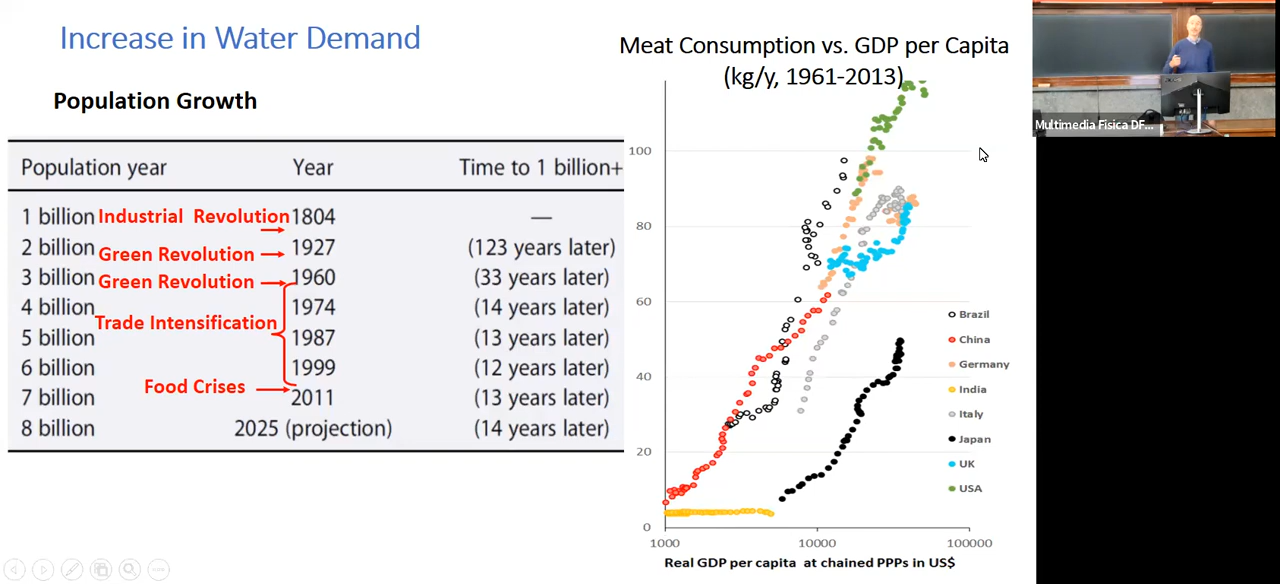 Increase in Water Demand
Population Growth
Population year Year Time to 1 billion+
1 billion Industrial Revolution 1804 —
2 billion Green Revolution 1927 (123 years later)
3 billion Green Revolution 1960 (33 years later)
4 billion 1974 (14 years later)
Trade Intensification
5 billion 1987 (13 years later)
6 billion 1999 (12 years later)
Food Crises
7 billion 2011 (13 years later)
8 billion 2025 (projection) (14 years later)
Meat Consumption vs. GDP per Capita
(kg/y, 1961-2013)
100
80
60
40
20
0
1000 10000 100000
Brazil
China
Germany
India
Italy
Japan
UK
USA
Real GDP per capita at chained PPPs in US$
Multimedia Fisica DF...